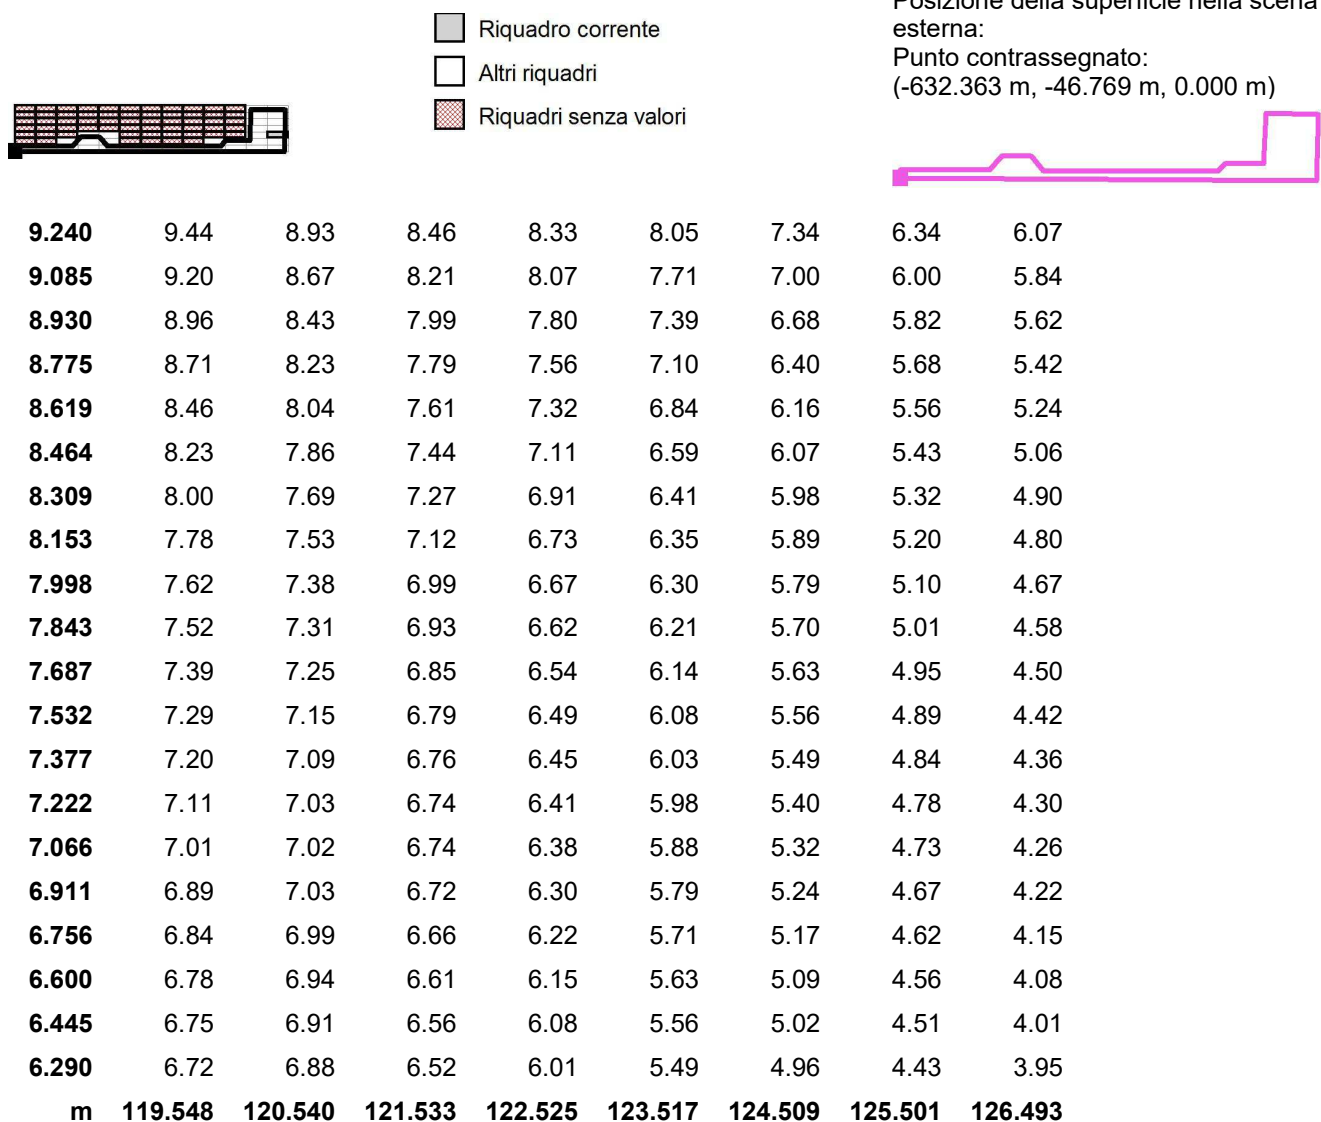 Posizione della superficie nella scena
esterna:
Punto contrassegnato:
(-632.363 m, -46.769 m, 0.000 m)
Riquadro corrente
Altri riquadri
Riquadri senza valori
9.240 9.44 8.93 8.46 8.33 8.05 7.34 6.34 6.07
9.085 9.20 8.67 8.21 8.07 7.71 7.00 6.00 5.84
8.930 8.96 8.43 7.99 7.80 7.39 6.68 5.82 5.62
8.775 8.71 8.23 7.79 7.56 7.10 6.40 5.68 5.42
8.619 8.46 8.04 7.61 7.32 6.84 6.16 5.56 5.24
8.464 8.23 7.86 7.44 7.11 6.59 6.07 5.43 5.06
8.309 8.00 7.69 7.27 6.91 6.41 5.98 5.32 4.90
8.153 7.78 7.53 7.12 6.73 6.35 5.89 5.20 4.80
7.998 7.62 7.38 6.99 6.67 6.30 5.79 5.10 4.67
7.843 7.52 7.31 6.93 6.62 6.21 5.70 5.01 4.58
7.687 7.39 7.25 6.85 6.54 6.14 5.63 4.95 4.50
7.532 7.29 7.15 6.79 6.49 6.08 5.56 4.89 4.42
7.377 7.20 7.09 6.76 6.45 6.03 5.49 4.84 4.36
7.222 7.11 7.03 6.74 6.41 5.98 5.40 4.78 4.30
7.066 7.01 7.02 6.74 6.38 5.88 5.32 4.73 4.26
6.911 6.89 7.03 6.72 6.30 5.79 5.24 4.67 4.22
6.756 6.84 6.99 6.66 6.22 5.71 5.17 4.62 4.15
6.600 6.78 6.94 6.61 6.15 5.63 5.09 4.56 4.08
6.445 6.75 6.91 6.56 6.08 5.56 5.02 4.51 4.01
6.290 6.72 6.88 6.52 6.01 5.49 4.96 4.43 3.95
m 119.548 120.540 121.533 122.525 123.517 124.509 125.501 126.493